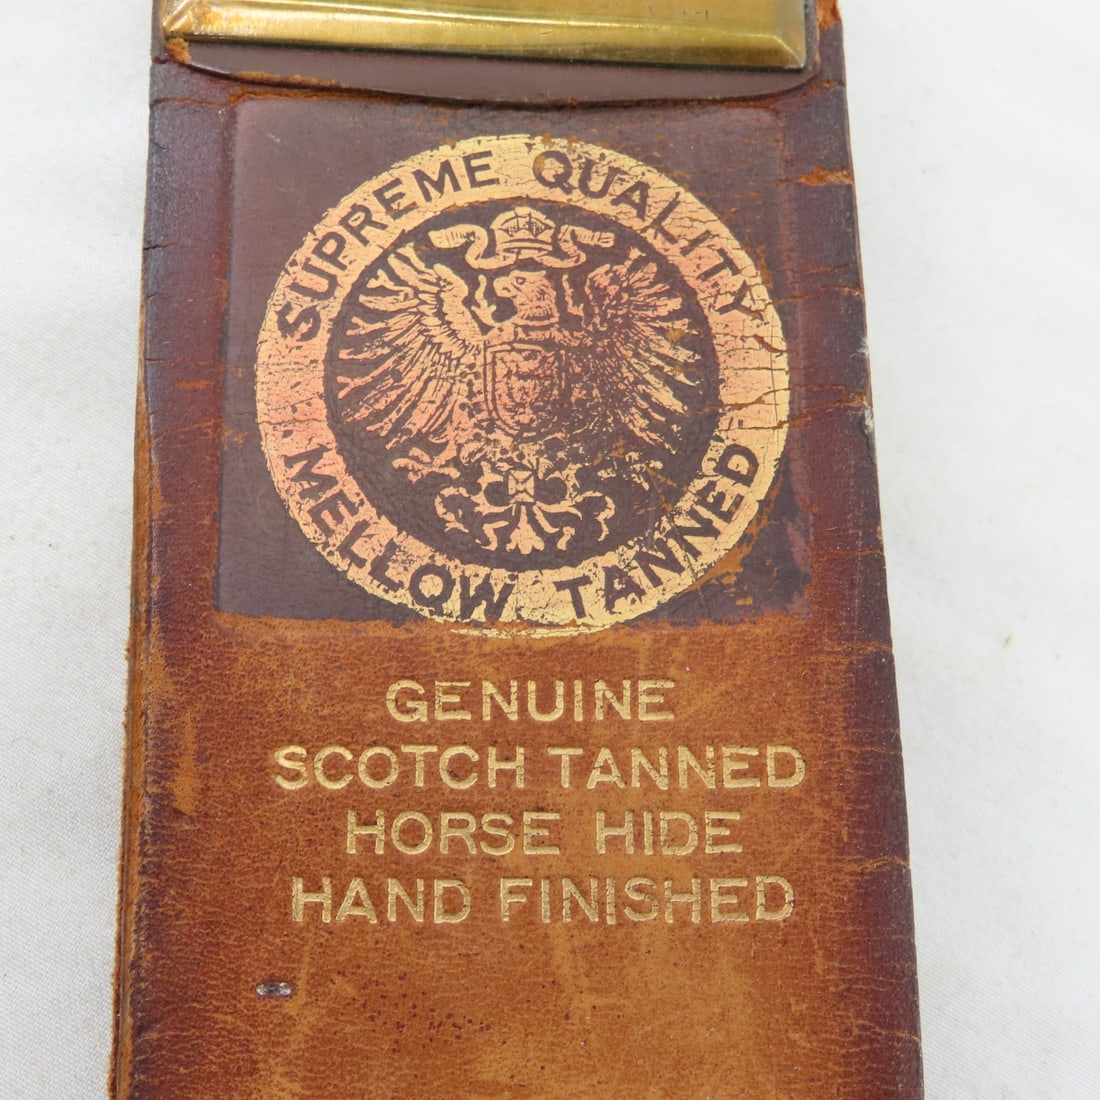 SUPREME QUALITY
MELLOW TANNED
GENUINE
SCOTCH TANNED
HORSE HIDE
HAND FINISHED